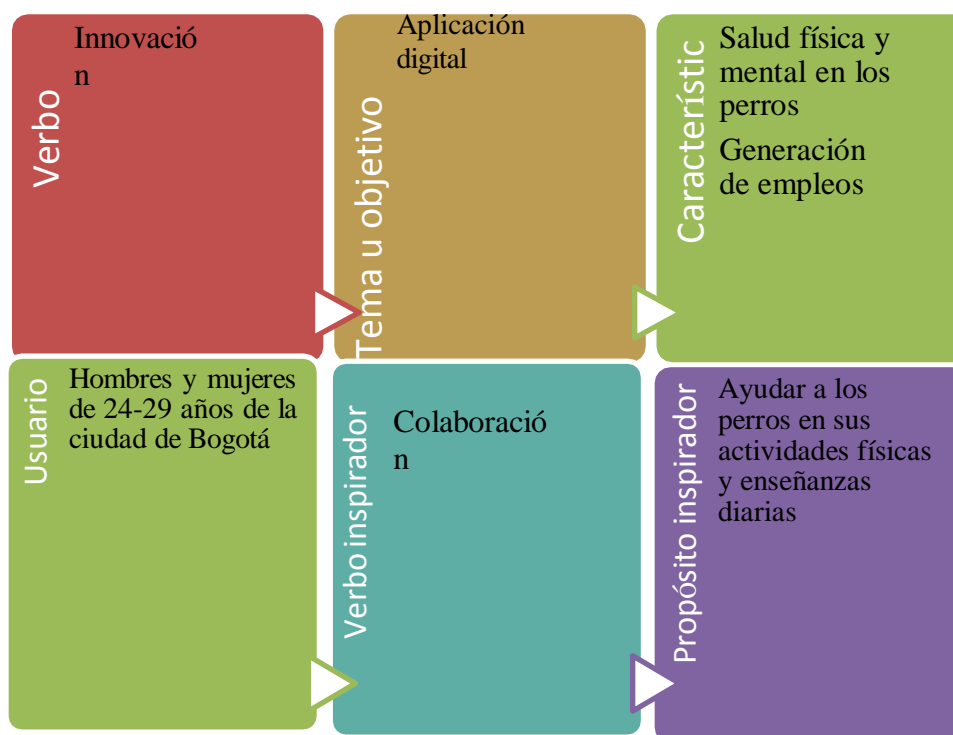 Verbo
Innovació
n
Tema u objetivo
Aplicación
digital
Característic
Salud física y
mental en los
perros
Generación
de empleos
Usuario
Hombres y mujeres
de 24-29 años de la
ciudad de Bogotá
Verbo inspirador
Colaboració
n
Propósito inspirador
Ayudar a los
perros en sus
actividades físicas
y enseñanzas
diarias